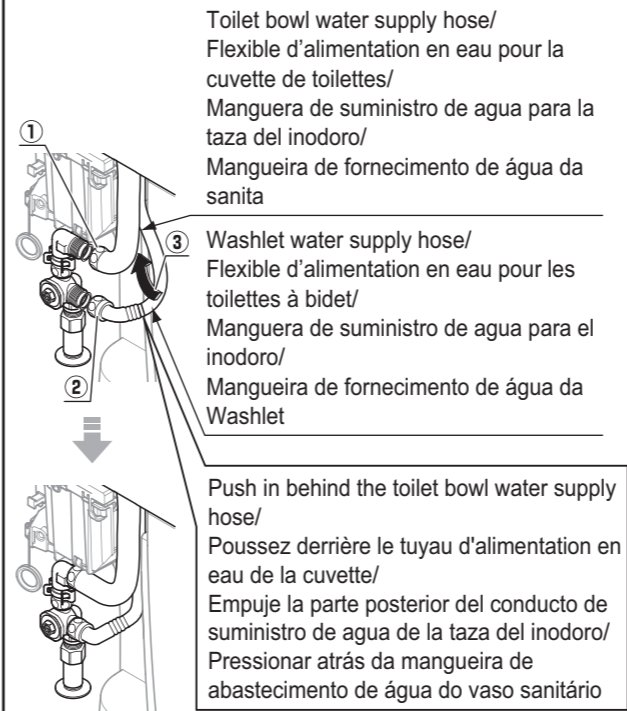 Toilet bowl water supply hose/
Flexible d’alimentation en eau pour la
cuvette de toilettes/
Manguera de suministro de agua para la
taza del inodoro/
Mangueira de fornecimento de água da
sanita
①
③
Washlet water supply hose/
Flexible d’alimentation en eau pour les
toilettes à bidet/
Manguera de suministro de agua para el
inodoro/
Mangueira de fornecimento de água da
Washlet
②
Push in behind the toilet bowl water supply
hose/
Poussez derrière le tuyau d'alimentation en
eau de la cuvette/
Empuje la parte posterior del conducto de
suministro de agua de la taza del inodoro/
Pressionar atrás da mangueira de
abastecimento de água do vaso sanitário